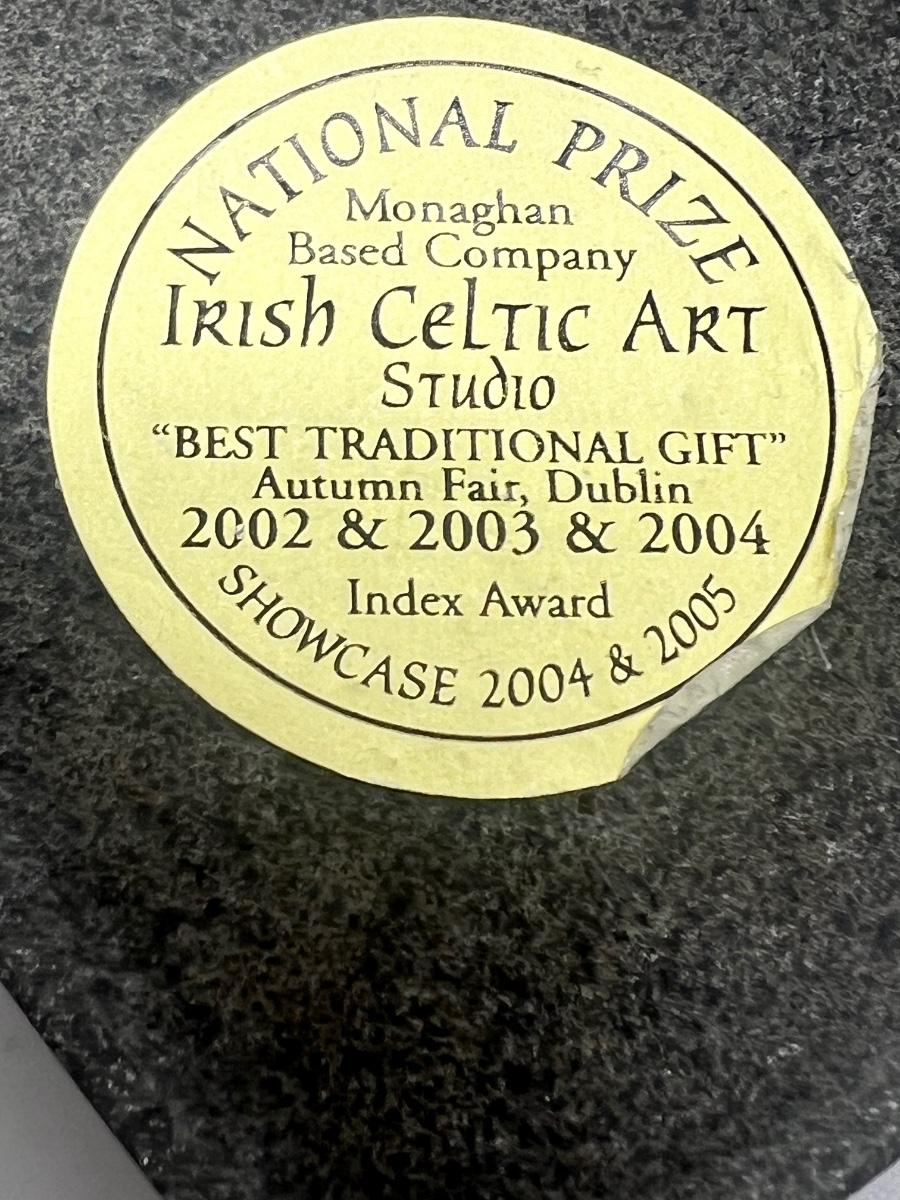 NATIONAL PRIZE
Monaghan
Based Company
Irish Celtic Art
Studio
“BEST TRADITIONAL GIFT”
Autumn Fair, Dublin
2002 & 2003 & 2004
Index Award
SHOWCASE 2004 & 2005